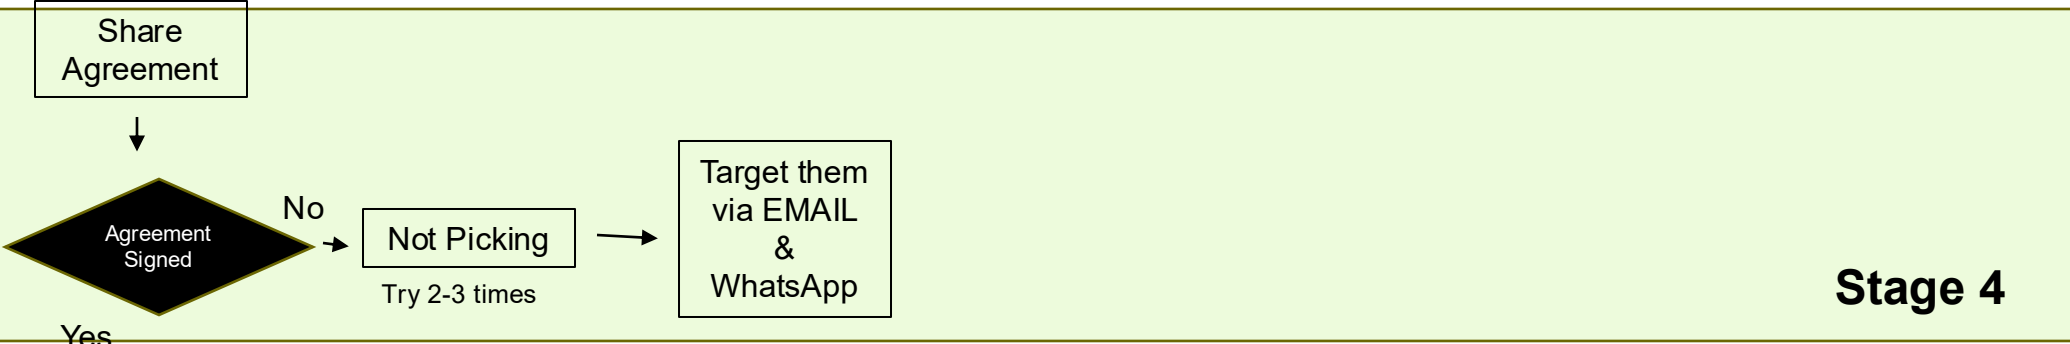 Share
Agreement
Agreement
Signed
No
Not Picking
Try 2-3 times
Target them
via EMAIL
&
WhatsApp
Stage 4
Yes